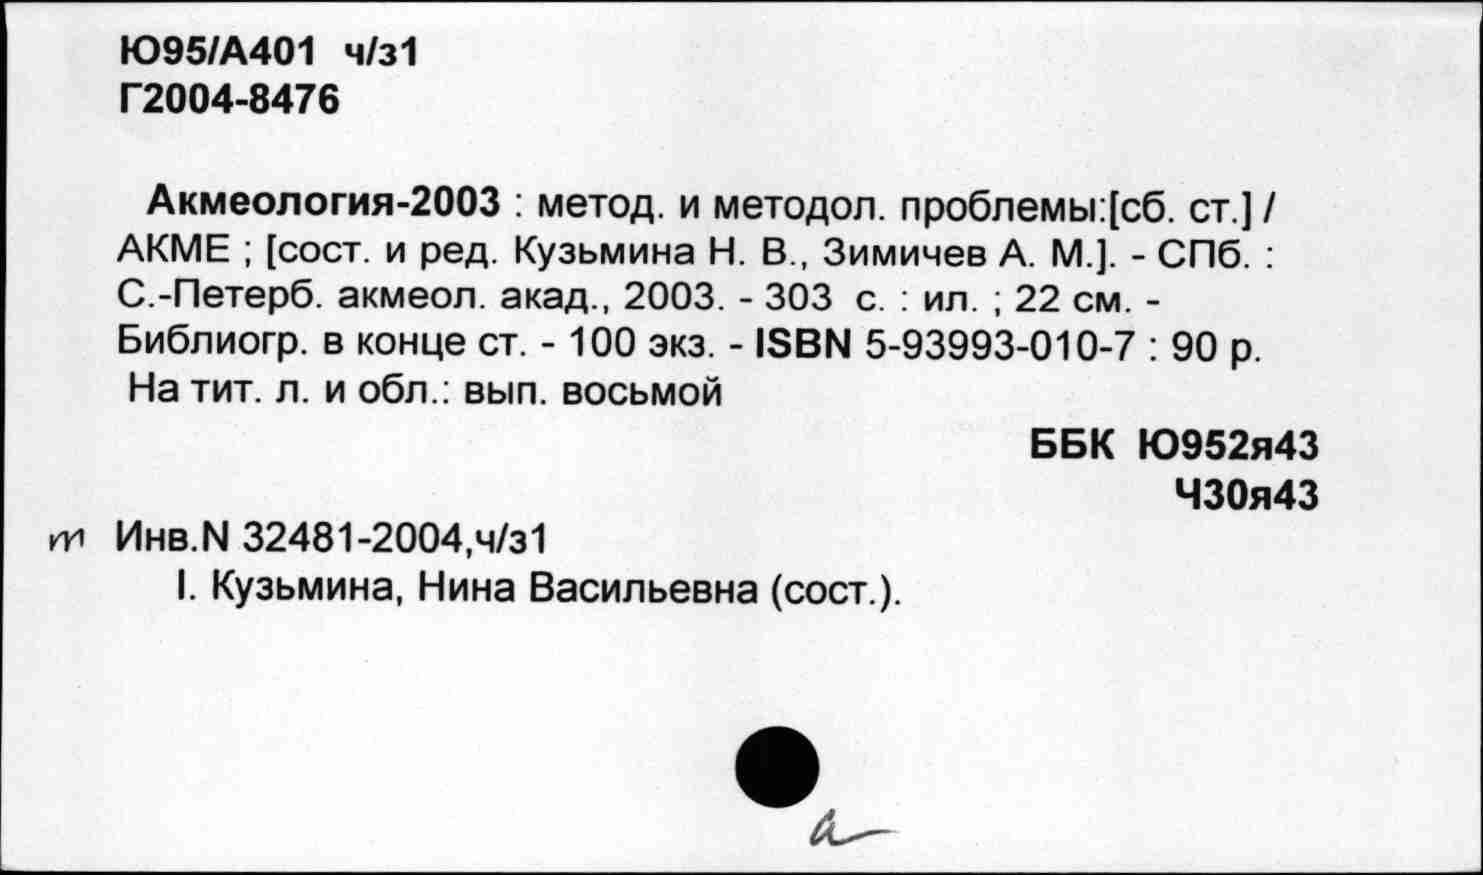 Ю95/А401 ч/з1
Г2004-8476
Акмеология-2003 : метод. и методол. проблемы:[сб. ст.] /
АКМЕ ; [сост. и ред. Кузьмина Н. В., Зимичев А. М.]. - СПб. :
С.-Петерб. акмеол. акад., 2003. - 303 с. : ил. ; 22 см. -
Библиогр. в конце ст. - 100 экз. - ISBN 5-93993-010-7 : 90 р.
На тит. л. и обл.: вып. восьмой
ББК Ю952я43
Ч30я43
Инв.N 32481-2004,ч/з1
I. Кузьмина, Нина Васильевна (сост.).